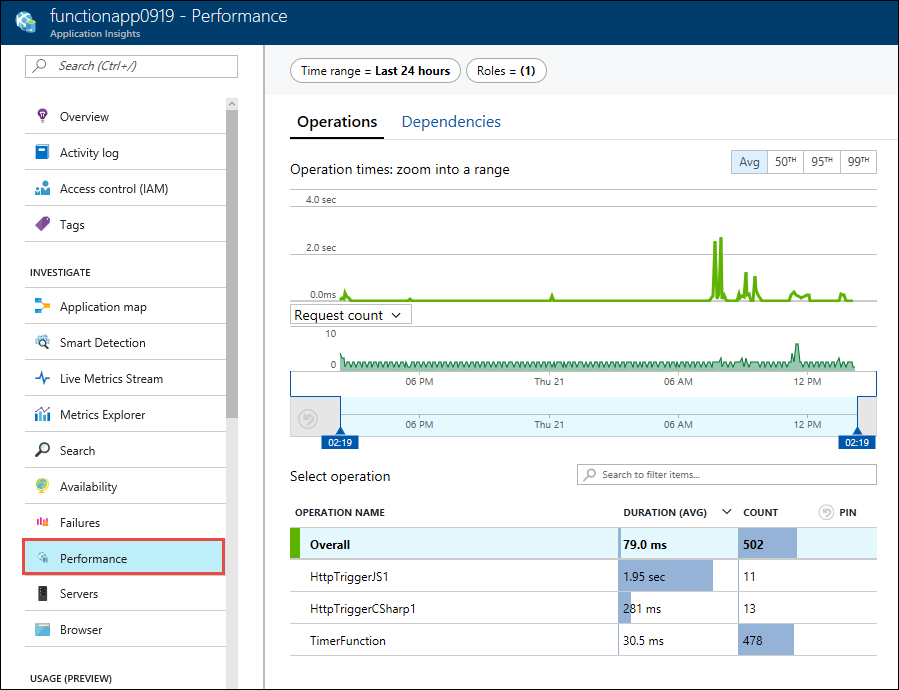 functionapp0919 - Performance
Application Insights
Search (Ctrl+/)
Overview
Activity log
Access control (IAM)
Tags
INVESTIGATE
Application map
Smart Detection
Live Metrics Stream
Metrics Explorer
Search
Availability
Failures
Performance
Servers
Browser
USAGE (PREVIEW)
Time range = Last 24 hours
Roles = (1)
Operations Dependencies
Operation times: zoom into a range
Avg 50TH 95TH 99TH
4.0 sec
2.0 sec
0.0ms
Request count
10
0
06 PM Thu 21 06 AM 12 PM
06 PM Thu 21 06 AM 12 PM
02:19 02:19
Select operation
Search to filter items...
OPERATION NAME DURATION (AVG) COUNT PIN
Overall 79.0 ms 502
HttpTriggerJS1 1.95 sec 11
HttpTriggerCSharp1 281 ms 13
TimerFunction 30.5 ms 478